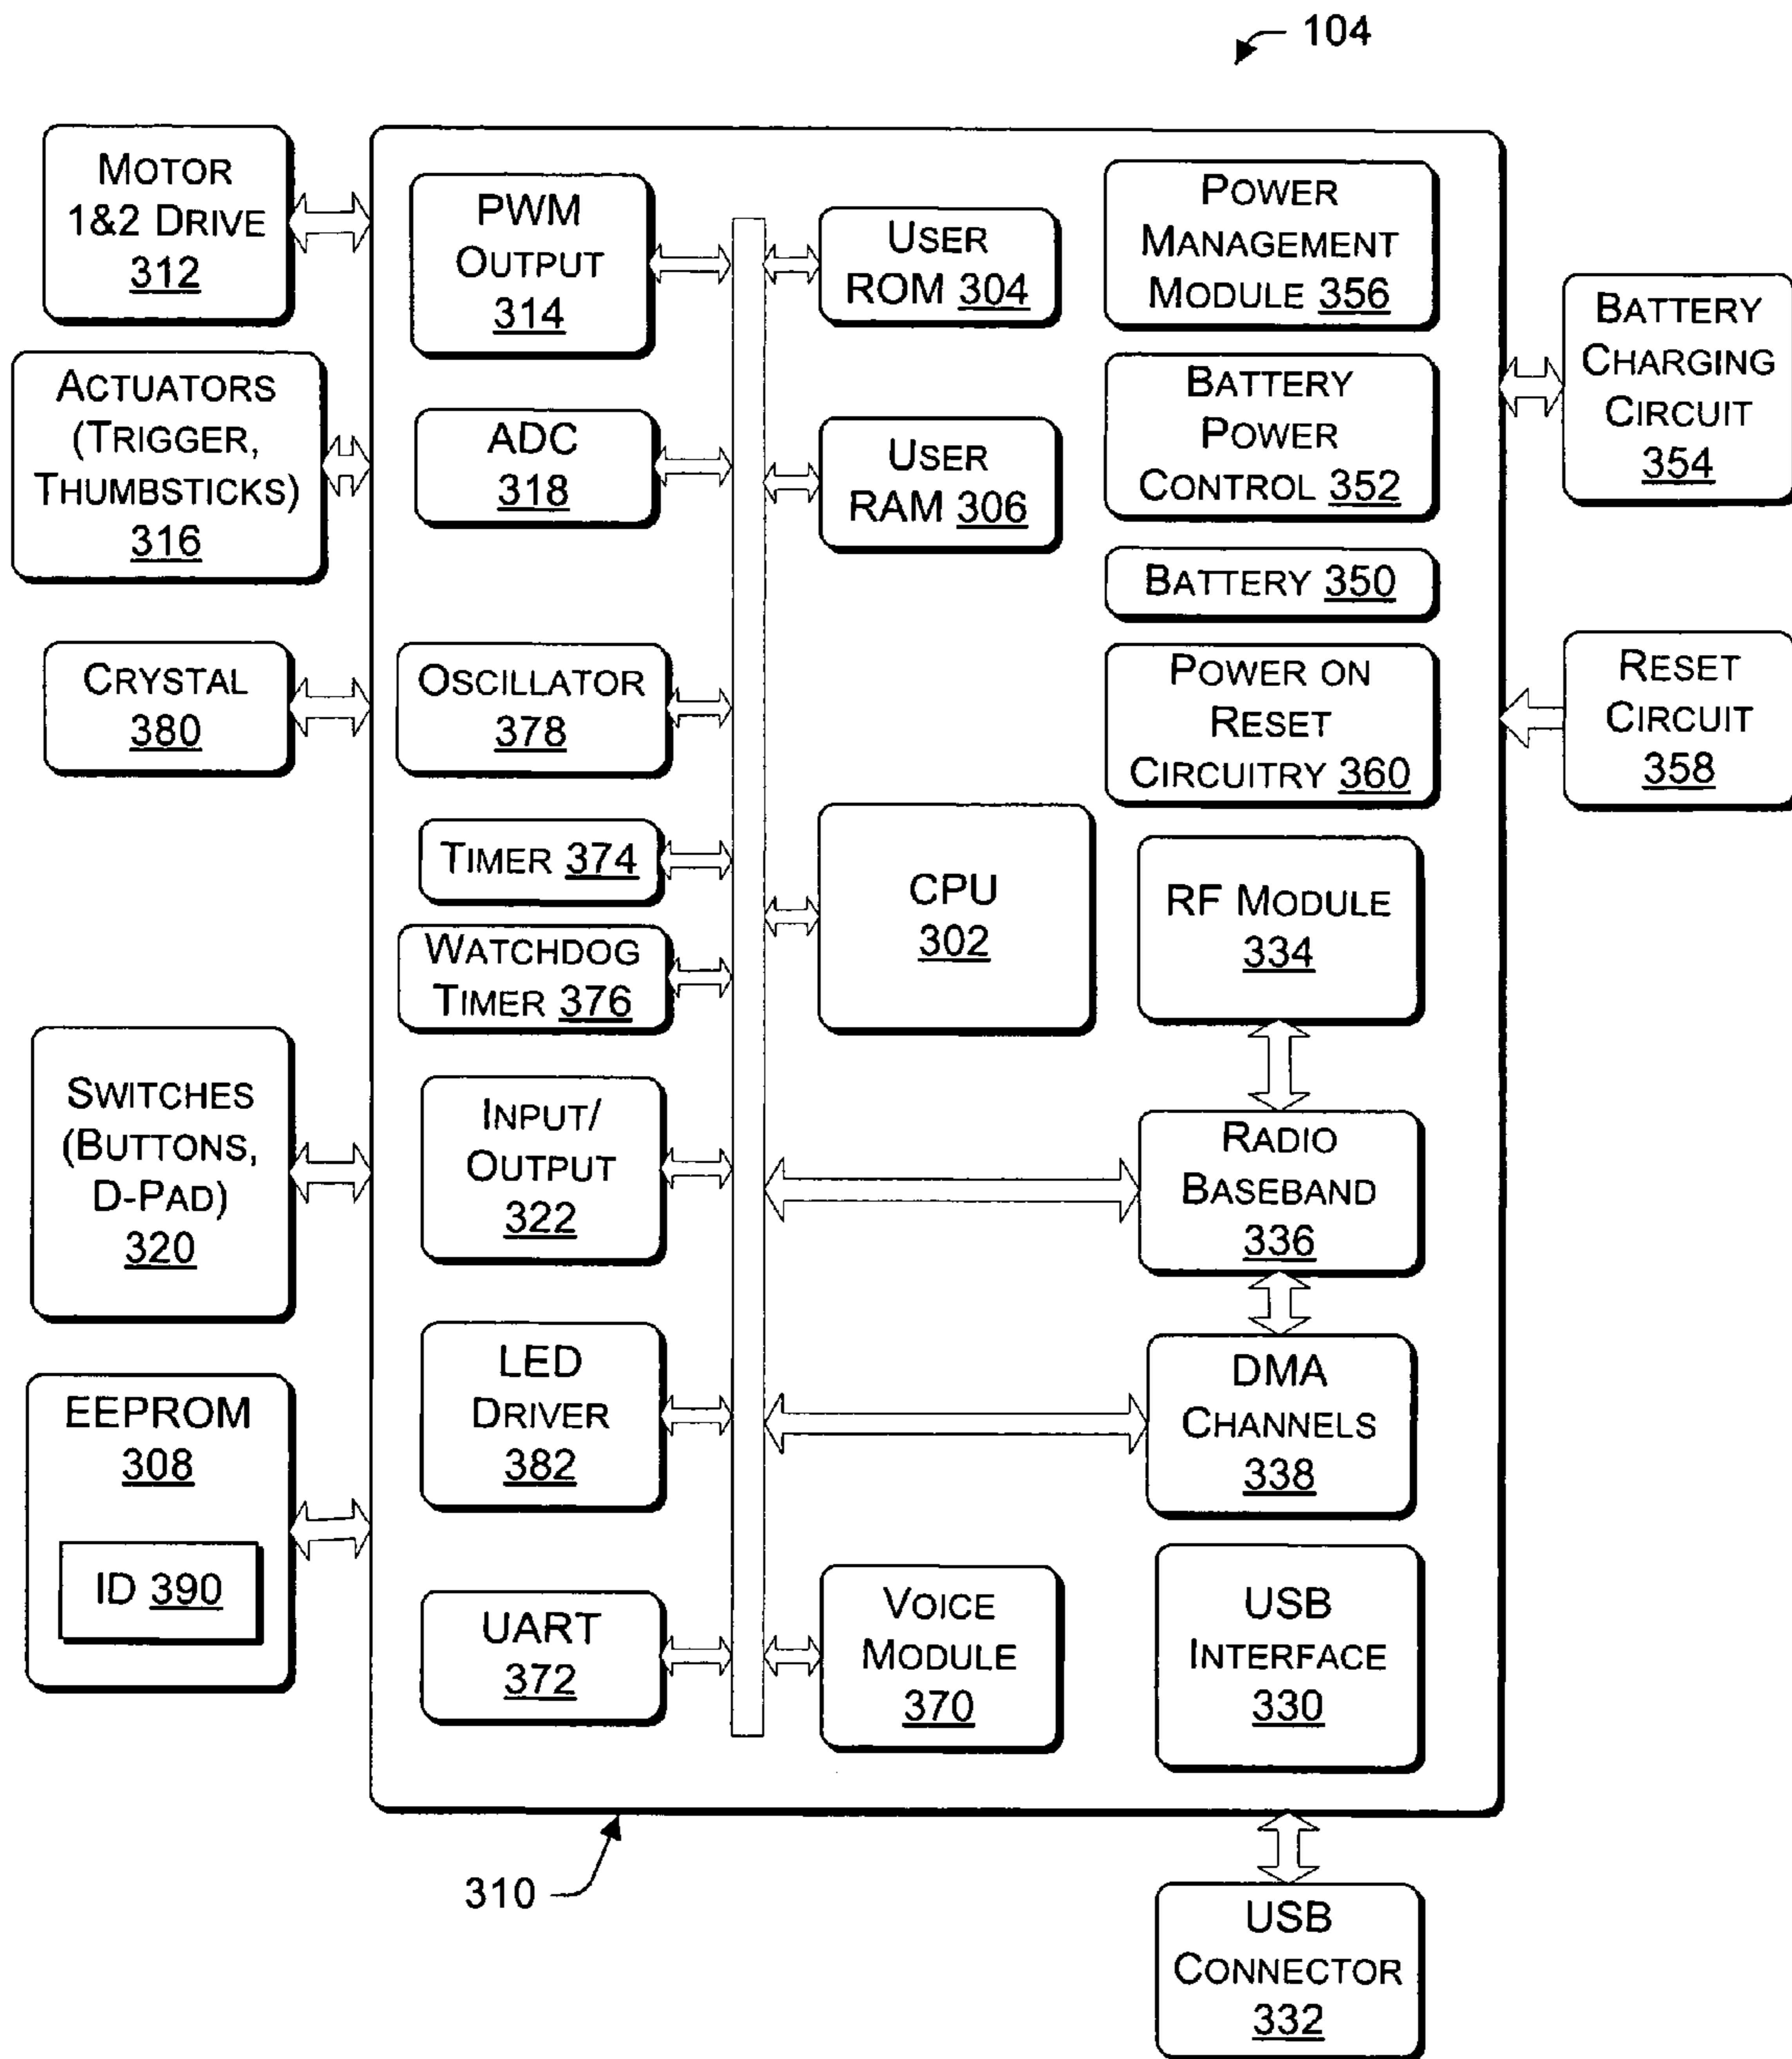 104
MOTOR
1&2 DRIVE
312
ACTUATORS
(TRIGGER,
THUMBSTICKS)
316
CRYSTAL
380
SWITCHES
(BUTTONS,
D-PAD)
320
EEPROM
308
ID 390
PWM
OUTPUT
314
ADC
318
OSCILLATOR
378
TIMER 374
WATCHDOG
TIMER 376
INPUT/
OUTPUT
322
LED
DRIVER
382
UART
372
USER
ROM 304
USER
RAM 306
CPU
302
VOICE
MODULE
370
POWER
MANAGEMENT
MODULE 356
BATTERY
POWER
CONTROL 352
BATTERY 350
POWER ON
RESET
CIRCUITRY 360
RF MODULE
334
RADIO
BASEBAND
336
DMA
CHANNELS
338
USB
INTERFACE
330
BATTERY
CHARGING
CIRCUIT
354
RESET
CIRCUIT
358
310
USB
CONNECTOR
332